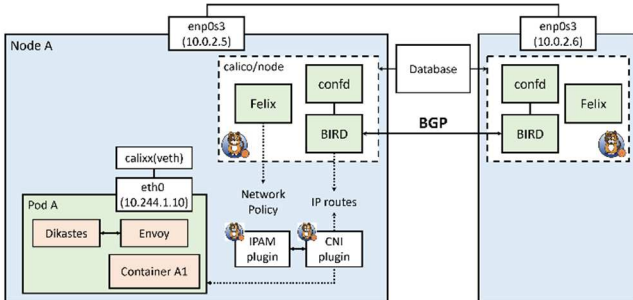 enp0s3
(10.0.2.5)
enp0s3
(10.0.2.6)
Node A
calico/node
confd
Felix
BIRD
Database
BGP
confd
Felix
BIRD
calixx(veth)
eth0
(10.244.1.10)
Network
Policy
IP routes
Pod A
Dikastes
Envoy
Container A1
IPAM
plugin
CNI
plugin